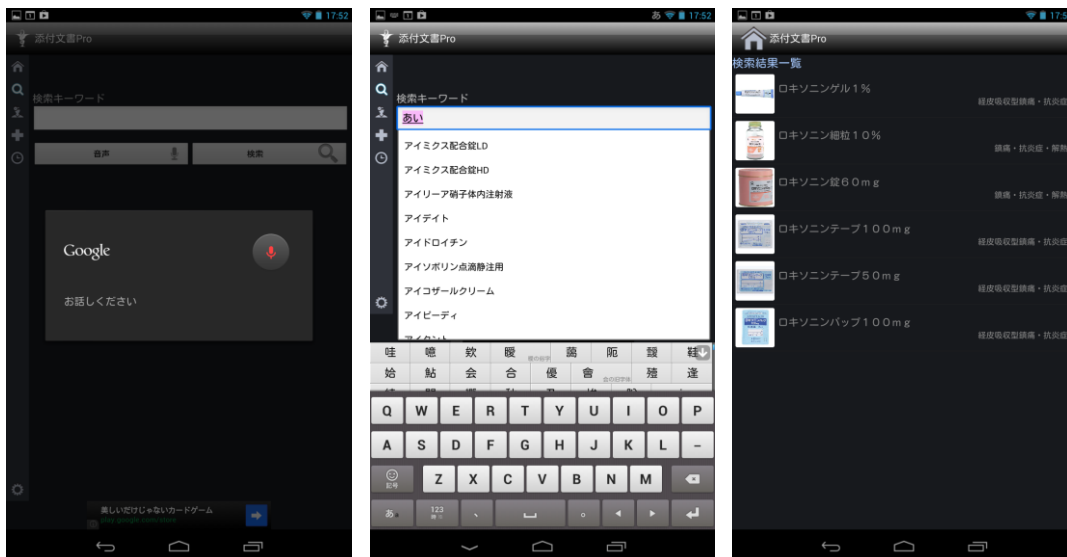 17:52
添付文書Pro
検索キーワード
音声
検索
Google
お話しください
美しいだけじゃないカードゲーム
play.google.com/store
あ 17:52
添付文書Pro
検索キーワード
あい
アイミクス配合錠LD
アイミクス配合錠HD
アイリーア硝子体内注射液
アイデイト
アイドロイチン
アイソボリン点滴静注用
アイコザールクリーム
アイピーディ
哇 噫 欸 曖 藹 阨 靉 鞋
姶 鮎 会 合 優 會 殪 逢
Q W E R T Y U I O P
A S D F G H J K L -
記号 Z X C V B N M
あ 123 、 。
17:5
添付文書Pro
検索結果一覧
ロキソニンゲル１％
経皮吸収型鎮痛・抗炎症
ロキソニン細粒１０％
鎮痛・抗炎症・解熱
ロキソニン錠６０ｍｇ
鎮痛・抗炎症・解熱
ロキソニンテープ１００ｍｇ
経皮吸収型鎮痛・抗炎症
ロキソニンテープ５０ｍｇ
経皮吸収型鎮痛・抗炎症
ロキソニンパップ１００ｍｇ
経皮吸収型鎮痛・抗炎症